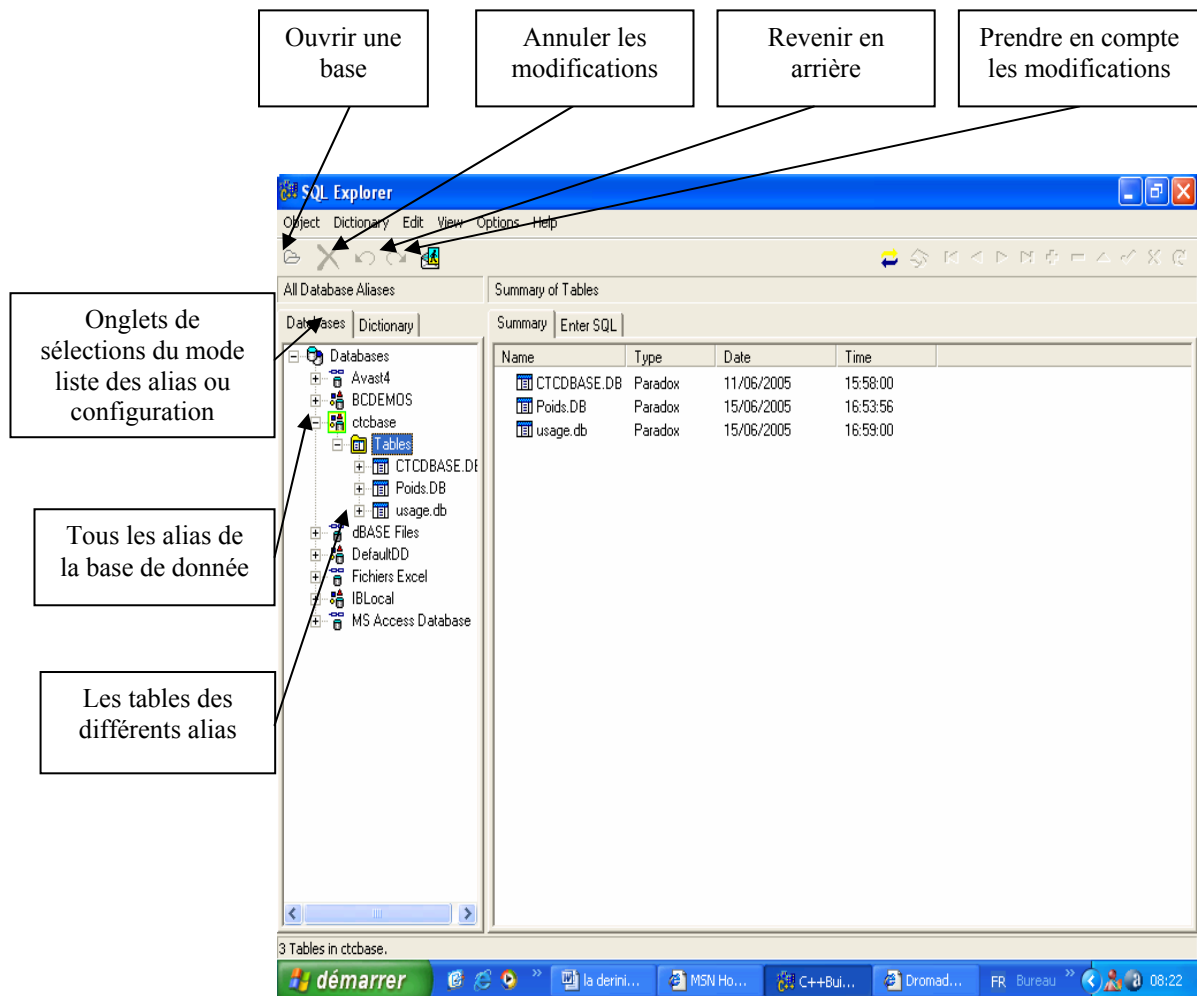 Ouvrir une
base
Annuler les
modifications
Revenir en
arrière
Prendre en compte
les modifications
SQL Explorer
Object Dictionary Edit View Options Help
All Database Aliases
Summary of Tables
Onglets de
sélections du mode
liste des alias ou
configuration
Tous les alias de
la base de donnée
Les tables des
différents alias
Databases Dictionary
Databases
Avast4
BCDEMOS
ctcbase
Tables
CTCDBASE.DE
Poids.DB
usage.db
dBASE Files
DefaultDD
Fichiers Excel
IBLocal
MS Access Database
Summary Enter SQL
Name Type Date Time
CTCDBASE.DB Paradox 11/06/2005 15:58:00
Poids.DB Paradox 15/06/2005 16:53:56
usage.db Paradox 15/06/2005 16:59:00
3 Tables in ctcbase.
démarrer la derini... MSN Ho... C++Bui... Dromad... FR Bureau 08:22